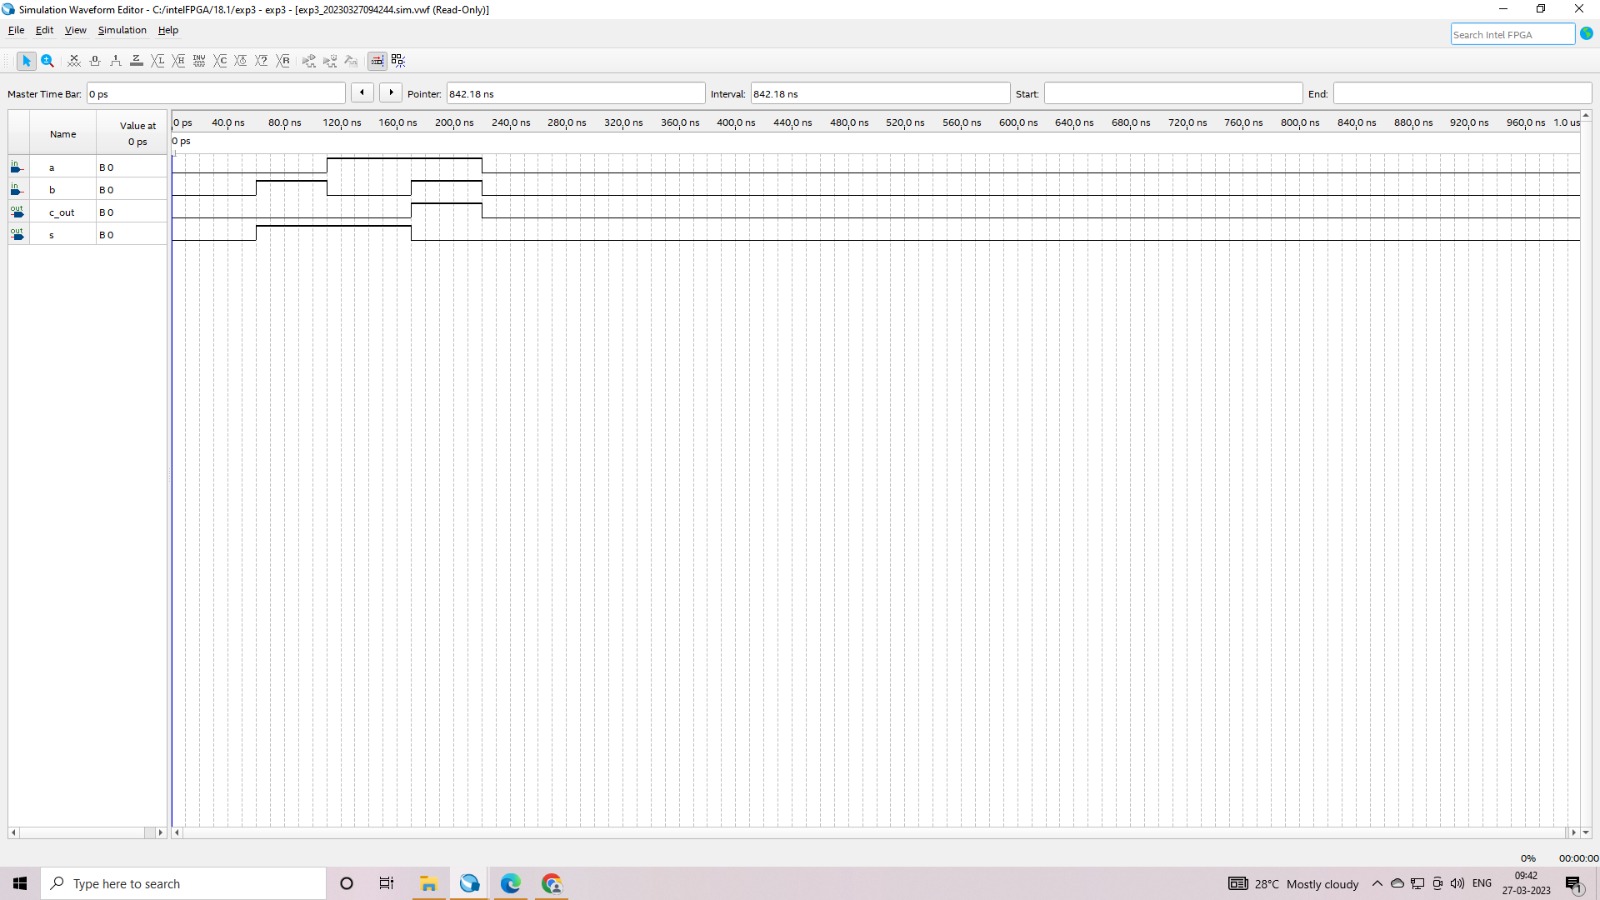 Simulation Waveform Editor - C:/intelFPGA/18.1/exp3 - exp3 - [exp3_20230327094244.sim.vwf (Read-Only)]
File Edit View Simulation Help
Search Intel FPGA
Master Time Bar: 0 ps Pointer: 842.18 ns Interval: 842.18 ns Start: End:
Name Value at 0 ps
0 ps 40.0 ns 80.0 ns 120.0 ns 160.0 ns 200.0 ns 240.0 ns 280.0 ns 320.0 ns 360.0 ns 400.0 ns 440.0 ns 480.0 ns 520.0 ns 560.0 ns 600.0 ns 640.0 ns 680.0 ns 720.0 ns 760.0 ns 800.0 ns 840.0 ns 880.0 ns 920.0 ns 960.0 ns 1.0 us
0 ps
in a B 0
in b B 0
out c_out B 0
out s B 0
0% 00:00:00
Type here to search
28°C Mostly cloudy
ENG
09:42
27-03-2023
1